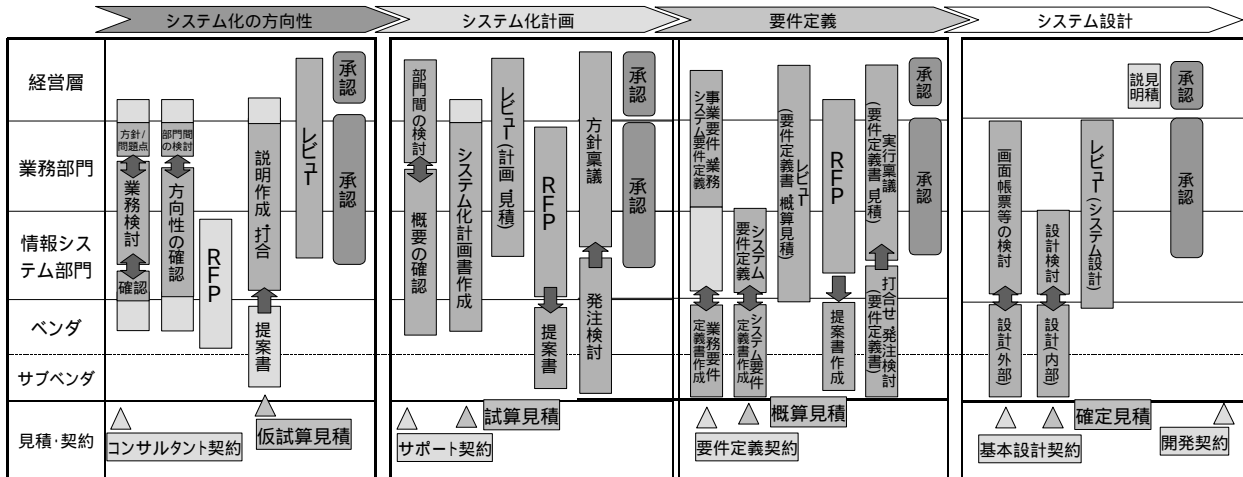 システム化の方向性
システム化計画
要件定義
システム設計
経営層
業務部門
情報シス
テム部門
ベンダ
サブベンダ
見積・契約
方針/
問題点
業務検討
確認
部門間
の検討
方向性の確認
RFP
説明作成・打合
提案書
レビュー
承認
承認
コンサルタント契約
仮試算見積
部門間の検討
概要の確認
システム化計画書作成
レビュー(計画・見積)
RFP
提案書
方針稟議
発注検討
承認
承認
サポート契約
試算見積
事業要件・業務
システム要件定義
業務要件
定義書作成
システム
要件定義
システム要件
定義書作成
レビュー
(要件定義書・概算見積)
RFP
提案書作成
実行稟議
(要件定義書・見積)
打合せ・発注検討
(要件定義書)
承認
承認
要件定義契約
概算見積
画面帳票等の検討
設計(外部)
設計検討
設計(内部)
レビュー(システム設計)
見積
説明
承認
承認
基本設計契約
確定見積
開発契約